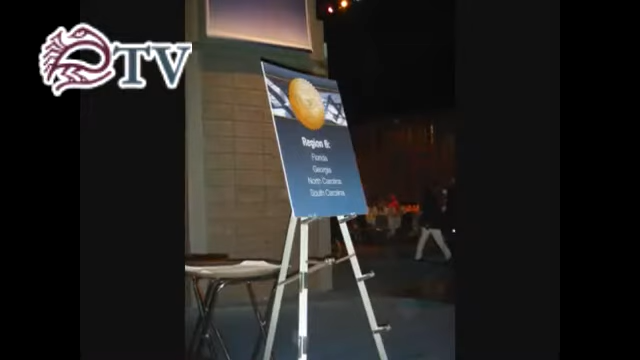 TV
Region 6:
Florida
Georgia
North Carolina
South Carolina